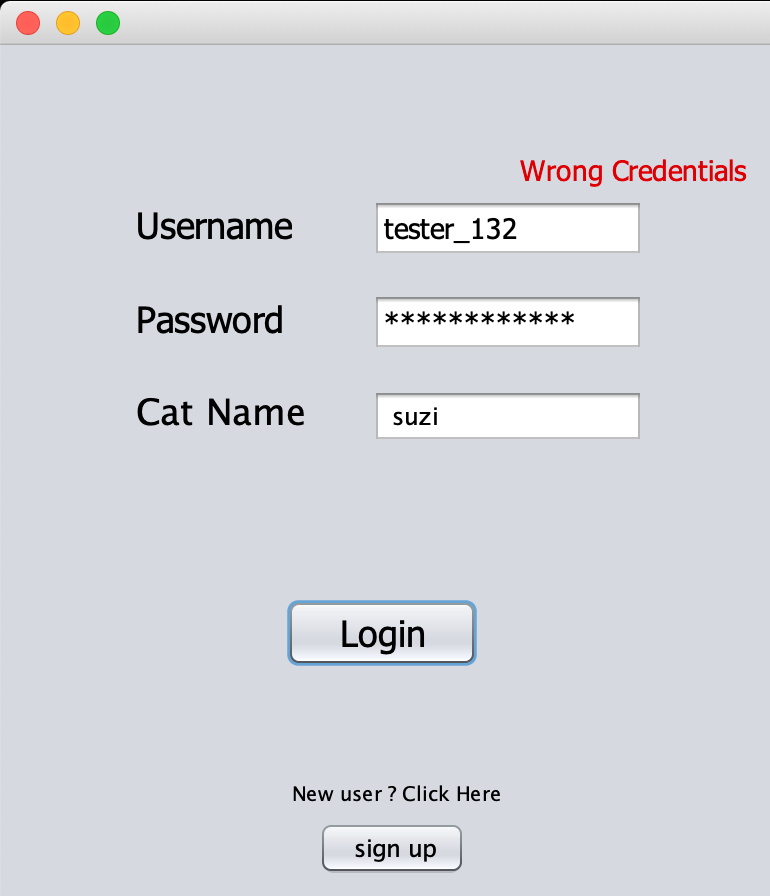 Wrong Credentials
Username tester_132
Password ************
Cat Name suzi
Login
New user ? Click Here
sign up